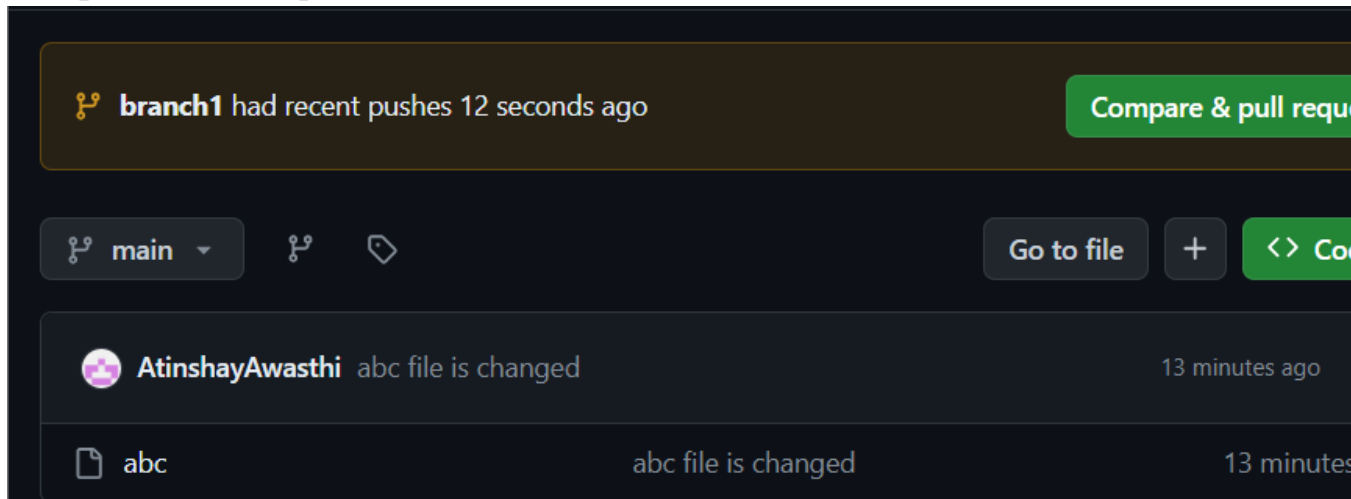 branch1 had recent pushes 12 seconds ago
Compare & pull reque
main
Go to file
Co
AtinshayAwasthi abc file is changed
13 minutes ago
abc
abc file is changed
13 minutes